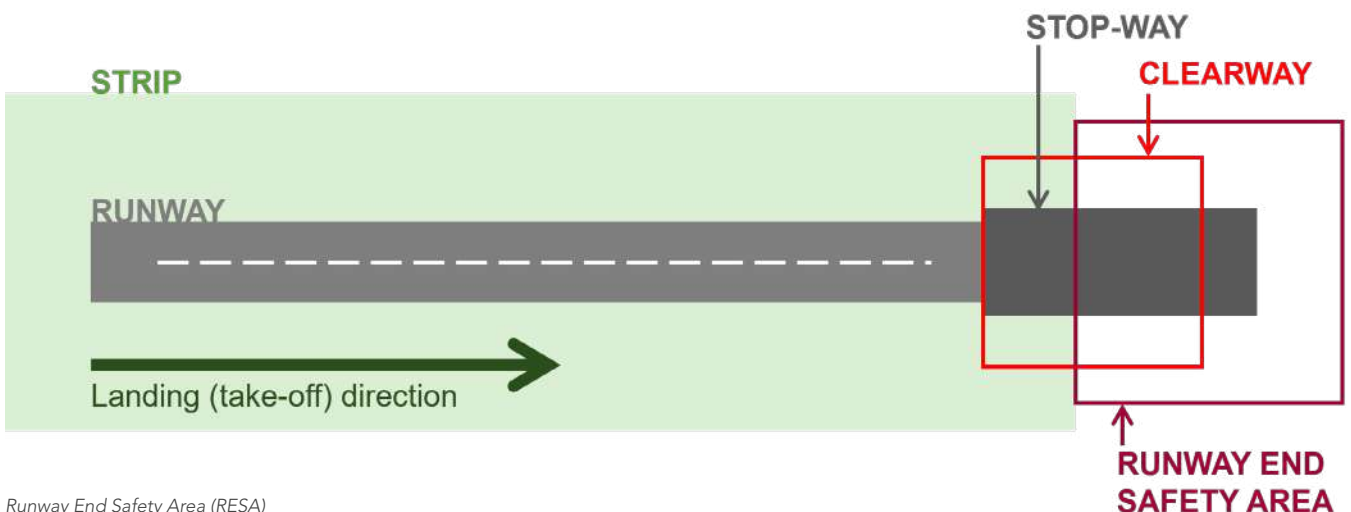 STOP-WAY
CLEARWAY
STRIP
RUNWAY
Landing (take-off) direction
RUNWAY END
SAFETY AREA
Runway End Safety Area (RESA)